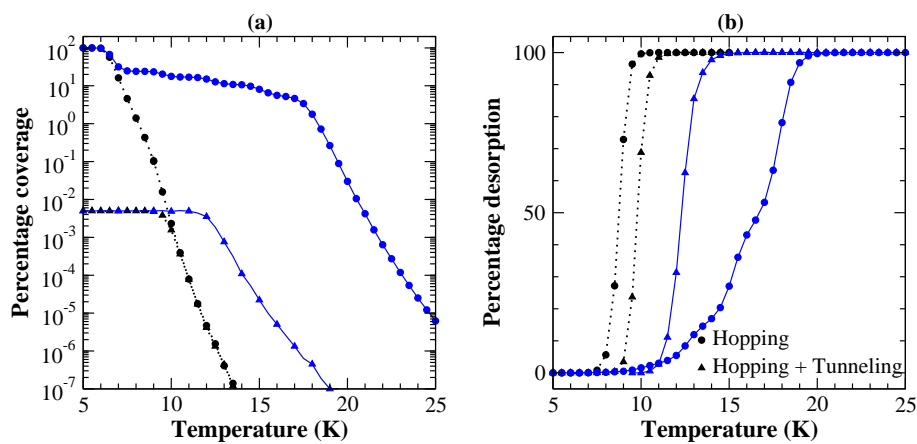 (a)
Percentage coverage
10^2
10^1
10^0
10^-1
10^-2
10^-3
10^-4
10^-5
10^-6
10^-7
5 10 15 20 25
Temperature (K)
(b)
Percentage desorption
100
50
0
Hopping
Hopping + Tunneling
5 10 15 20 25
Temperature (K)